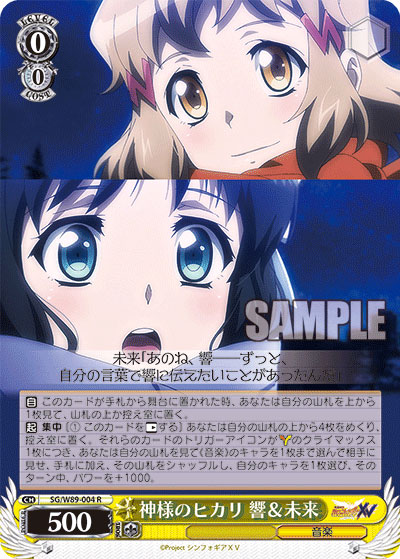 LEVEL
0
0
COST
SAMPLE
未来「あのね、響――ずっと、
自分の言葉で響に伝えたいことがあったんだ」
自 このカードが手札から舞台に置かれた時、あなたは自分の山札を上から
1枚見て、山札の上か控え室に置く。
起 集中 [① このカードを する] あなたは自分の山札の上から4枚をめくり、
控え室に置く。それらのカードのトリガーアイコンが のクライマックス
1枚につき、あなたは自分の山札を見て《音楽》のキャラを1枚まで選んで相手に見
せ、手札に加え、その山札をシャッフルし、自分のキャラを1枚選び、そのタ
ーン中、パワーを+1000。
CH SG/W89-004 R
500
神様のヒカリ 響&未来
音楽
©Project シンフォギアXV